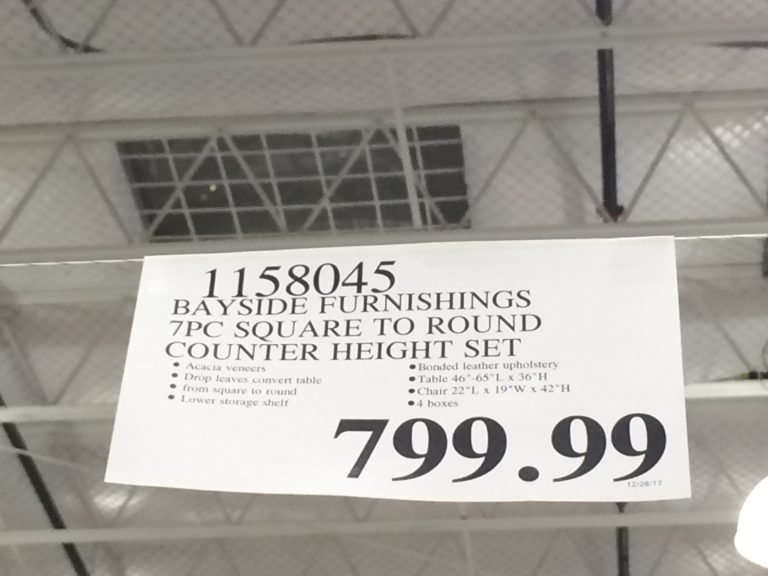 1158045
BAYSIDE FURNISHINGS
7PC SQUARE TO ROUND
COUNTER HEIGHT SET
• Acacia veneers
• Drop leaves convert table
• from square to round
• Lower storage shelf
• Bonded leather upholstery
• Table 46"-65"L x 36"H
• Chair 22"L x 19"W x 42"H
• 4 boxes
799.99
12/28/17